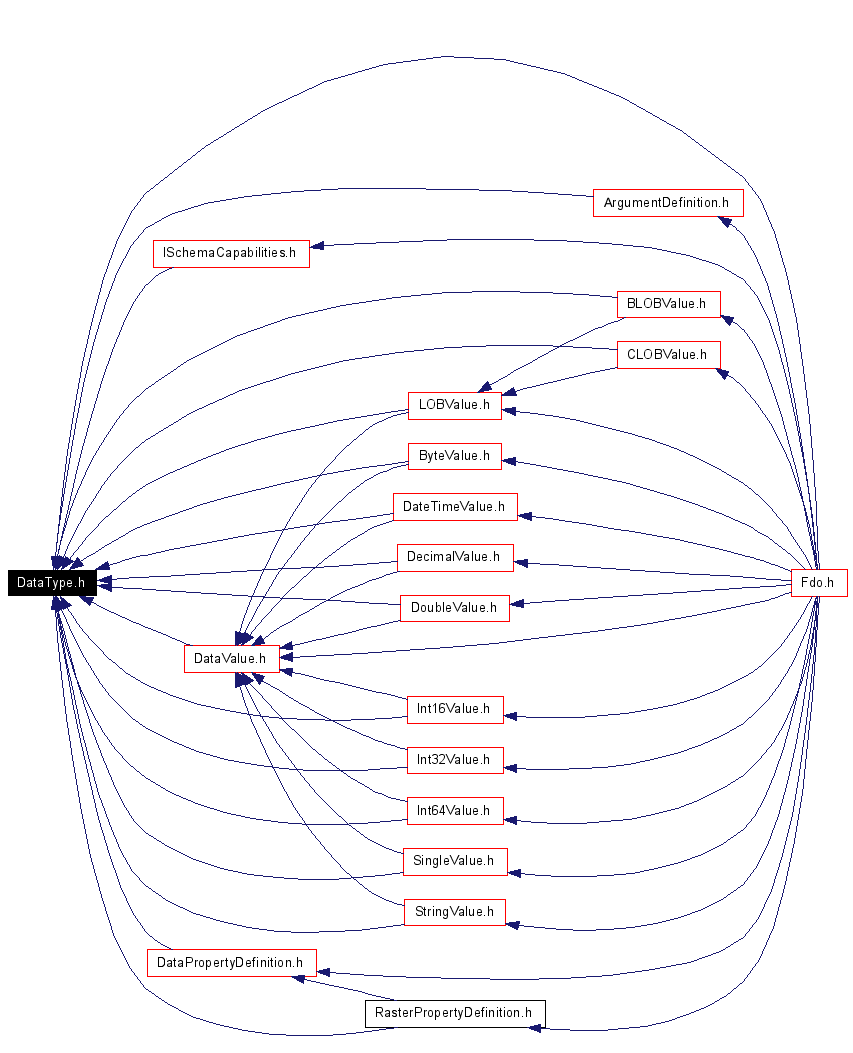 ArgumentDefinition.h
ISchemaCapabilities.h
BLOBValue.h
CLOBValue.h
LOBValue.h
ByteValue.h
DateTimeValue.h
DecimalValue.h
DataType.h
Fdo.h
DoubleValue.h
DataValue.h
Int16Value.h
Int32Value.h
Int64Value.h
SingleValue.h
StringValue.h
DataPropertyDefinition.h
RasterPropertyDefinition.h